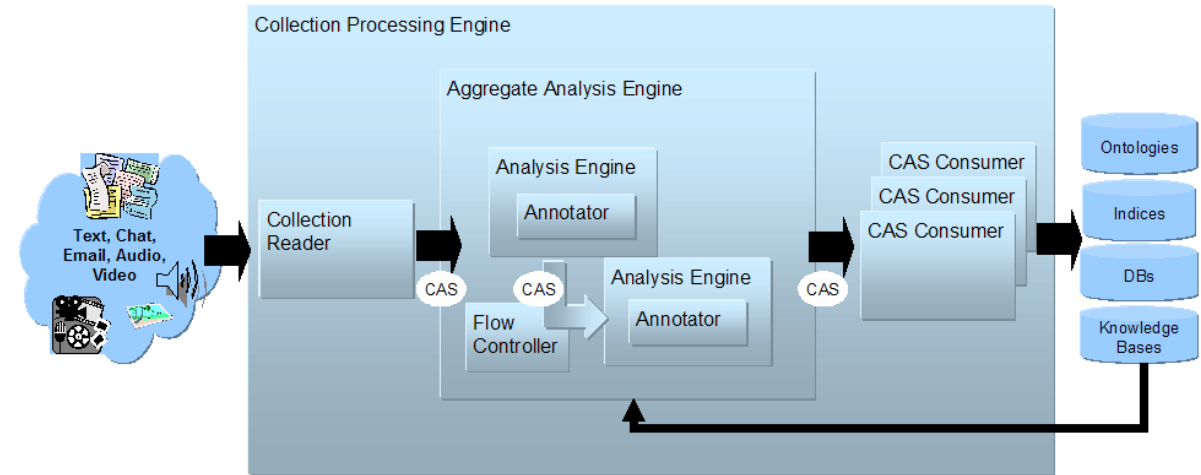 Collection Processing Engine
Aggregate Analysis Engine
Text, Chat,
Email, Audio,
Video
Collection
Reader
CAS
Analysis Engine
Annotator
CAS
Flow
Controller
Analysis Engine
Annotator
CAS
CAS Consumer
CAS Consumer
CAS Consumer
Ontologies
Indices
DBs
Knowledge
Bases